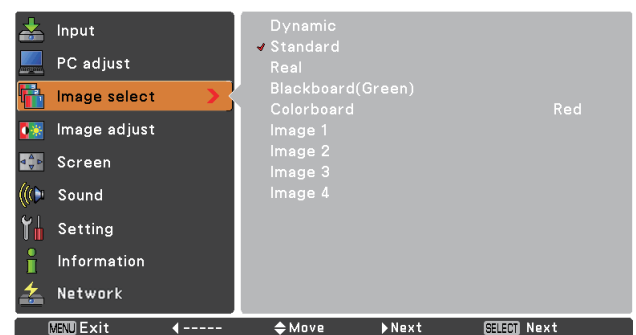 Input
PC adjust
Image select
Image adjust
Screen
Sound
Setting
Information
Network
Dynamic
Standard
Real
Blackboard(Green)
Colorboard Red
Image 1
Image 2
Image 3
Image 4
MENU Exit ----- Move Next SELECT Next